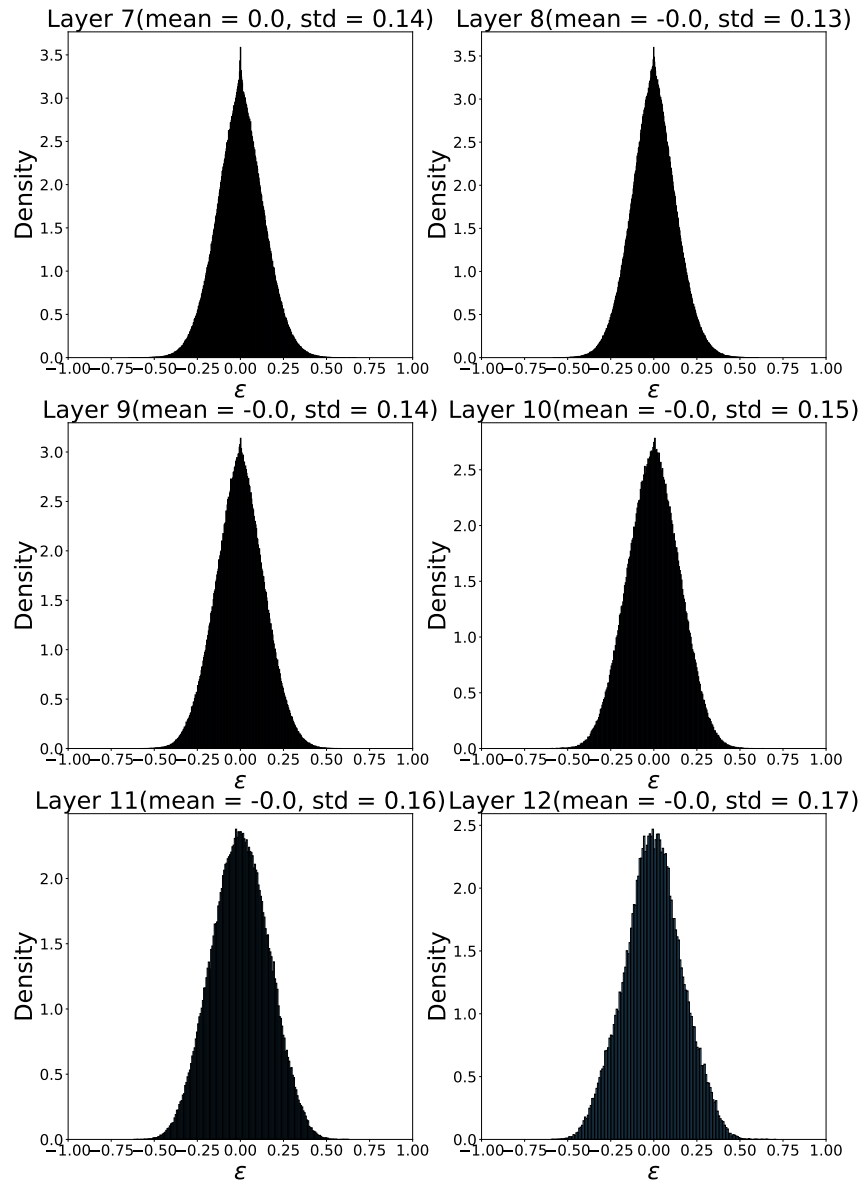 Layer 7(mean = 0.0, std = 0.14)
Density
3.5
3.0
2.5
2.0
1.5
1.0
0.5
0.0
−1.00 −0.75 −0.50 −0.25 0.00 0.25 0.50 0.75 1.00
ε
Layer 8(mean = -0.0, std = 0.13)
Density
3.5
3.0
2.5
2.0
1.5
1.0
0.5
0.0
−1.00 −0.75 −0.50 −0.25 0.00 0.25 0.50 0.75 1.00
ε
Layer 9(mean = -0.0, std = 0.14)
Density
3.0
2.5
2.0
1.5
1.0
0.5
0.0
−1.00 −0.75 −0.50 −0.25 0.00 0.25 0.50 0.75 1.00
ε
Layer 10(mean = -0.0, std = 0.15)
Density
2.5
2.0
1.5
1.0
0.5
0.0
−1.00 −0.75 −0.50 −0.25 0.00 0.25 0.50 0.75 1.00
ε
Layer 11(mean = -0.0, std = 0.16)
Density
2.0
1.5
1.0
0.5
0.0
−1.00 −0.75 −0.50 −0.25 0.00 0.25 0.50 0.75 1.00
ε
Layer 12(mean = -0.0, std = 0.17)
Density
2.5
2.0
1.5
1.0
0.5
0.0
−1.00 −0.75 −0.50 −0.25 0.00 0.25 0.50 0.75 1.00
ε